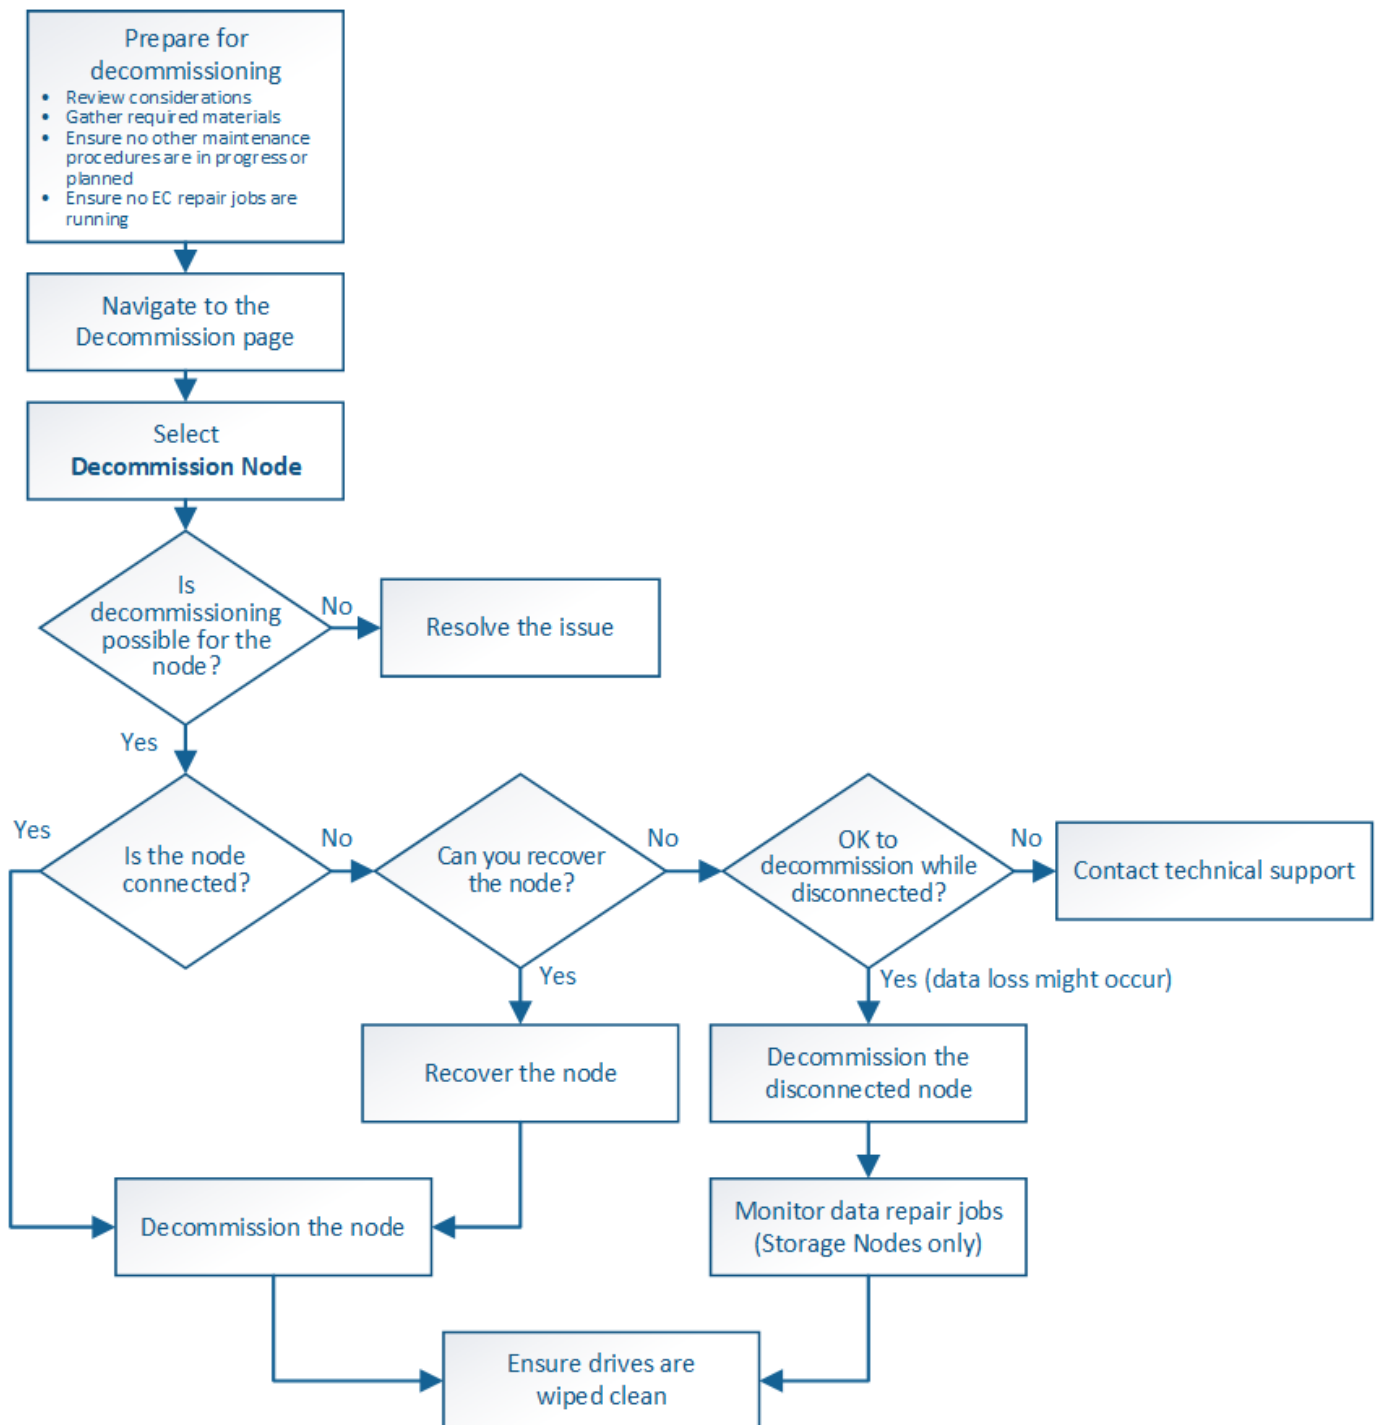 Prepare for
decommissioning
• Review considerations
• Gather required materials
• Ensure no other maintenance
procedures are in progress or
planned
• Ensure no EC repair jobs are
running
Navigate to the
Decommission page
Select
Decommission Node
Is
decommissioning
possible for the
node?
No
Resolve the issue
Yes
Yes
Is the node
connected?
No
Can you recover
the node?
No
OK to
decommission while
disconnected?
No
Contact technical support
Yes
Yes (data loss might occur)
Recover the node
Decommission the
disconnected node
Decommission the node
Monitor data repair jobs
(Storage Nodes only)
Ensure drives are
wiped clean